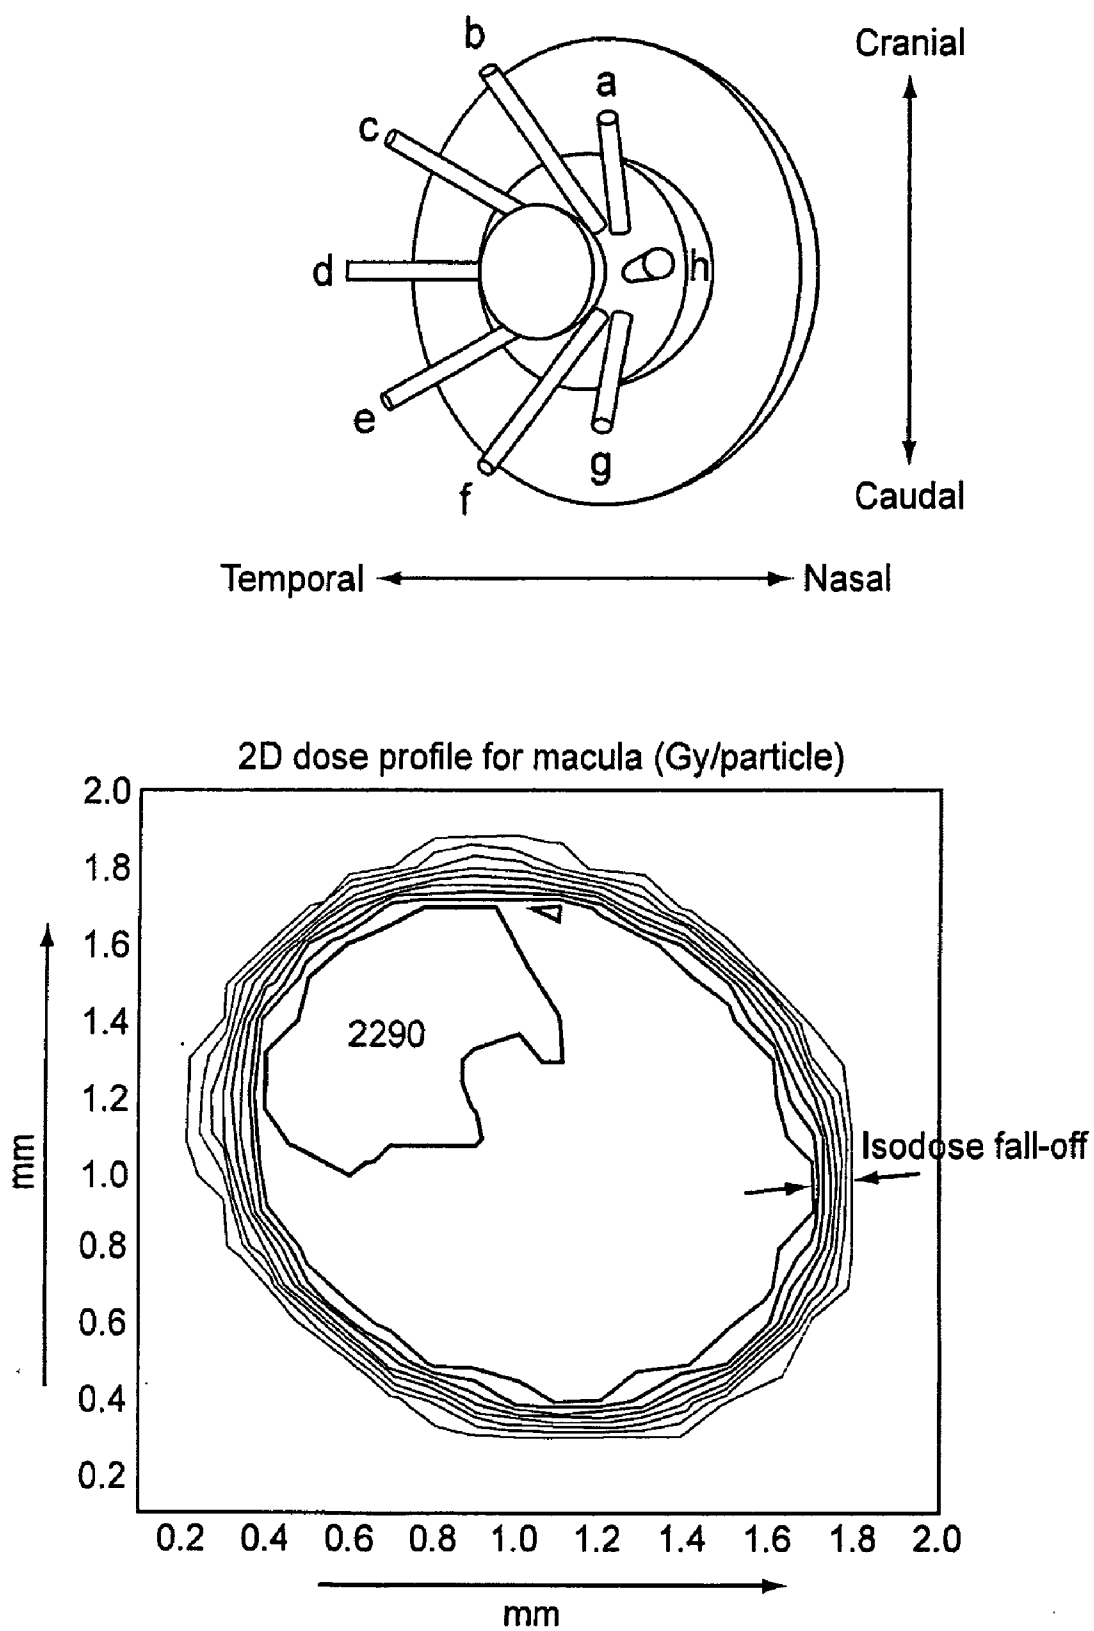 b
a
Cranial
c
d
h
e
g
f
Caudal
Temporal
Nasal
2D dose profile for macula (Gy/particle)
2.0
1.8
1.6
1.4
2290
1.2
Isodose fall-off
mm
1.0
0.8
0.6
0.4
0.2
0.2 0.4 0.6 0.8 1.0 1.2 1.4 1.6 1.8 2.0
mm